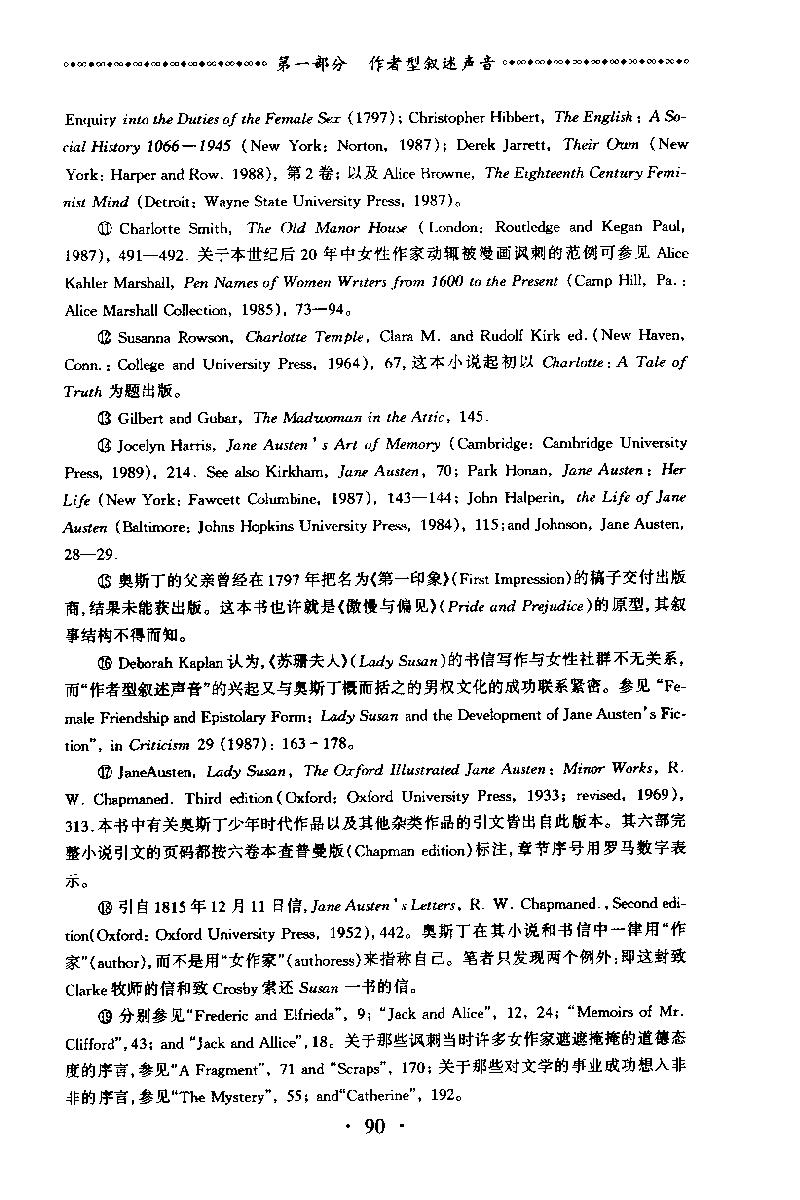 第一部分 作者型叙述声音
Enquiry into the Duties of the Female Sex (1797); Christopher Hibbert, The English: A So-
cial History 1066—1945 (New York: Norton, 1987); Derek Jarrett, Their Own (New
York: Harper and Row. 1988), 第2卷; 以及 Alice Browne, The Eighteenth Century Femi-
nist Mind (Detroit: Wayne State University Press, 1987)。
⑪ Charlotte Smith, The Old Manor House (London: Routledge and Kegan Paul,
1987), 491—492. 关于本世纪后 20 年中女性作家动辄被漫画讽刺的范例可参见 Alice
Kahler Marshall, Pen Names of Women Writers from 1600 to the Present (Camp Hill, Pa.:
Alice Marshall Collection, 1985), 73—94。
⑫ Susanna Rowson, Charlotte Temple, Clara M. and Rudolf Kirk ed.(New Haven,
Conn.: College and University Press, 1964), 67,这本小说起初以 Charlotte: A Tale of
Truth 为题出版。
⑬ Gilbert and Gubar, The Madwoman in the Attic, 145.
⑭ Jocelyn Harris, Jane Austen's Art of Memory (Cambridge: Cambridge University
Press, 1989), 214. See also Kirkham, Jane Austen, 70; Park Honan, Jane Austen: Her
Life (New York: Fawcett Columbine, 1987), 143—144; John Halperin, the Life of Jane
Austen (Baltimore: Johns Hopkins University Press, 1984), 115;and Johnson, Jane Austen,
28—29.
⑮ 奥斯丁的父亲曾经在 1797 年把名为《第一印象》(First Impression)的稿子交付出版
商,结果未能获出版。这本书也许就是《傲慢与偏见》(Pride and Prejudice)的原型,其叙
事结构不得而知。
⑯ Deborah Kaplan 认为,《苏珊夫人》(Lady Susan)的书信写作与女性社群不无关系,
而“作者型叙述声音”的兴起又与奥斯丁概而括之的男权文化的成功联系紧密。参见 “Fe-
male Friendship and Epistolary Form: Lady Susan and the Development of Jane Austen's Fic-
tion”, in Criticism 29 (1987): 163-178。
⑰ JaneAusten, Lady Susan, The Oxford Illustrated Jane Austen: Minor Works, R.
W. Chapmaned. Third edition(Oxford: Oxford University Press, 1933; revised, 1969),
313.本书中有关奥斯丁少年时代作品以及其他杂类作品的引文皆出自此版本。其六部完
整小说引文的页码都按六卷本查普曼版(Chapman edition)标注,章节序号用罗马数字表
示。
⑱ 引自 1815 年 12 月 11 日信,Jane Austen's Letters, R. W. Chapmaned., Second edi-
tion(Oxford: Oxford University Press, 1952), 442。奥斯丁在其小说和书信中一律用“作
家”(author),而不是用“女作家”(authoress)来指称自己。笔者只发现两个例外:即这封致
Clarke 牧师的信和致 Crosby 索还 Susan 一书的信。
⑲ 分别参见“Frederic and Elfrieda”, 9; “Jack and Alice”, 12, 24; “Memoirs of Mr.
Clifford”,43; and “Jack and Allice”,18。关于那些讽刺当时许多女作家遮遮掩掩的道德态
度的序言,参见“A Fragment”, 71 and “Scraps”, 170; 关于那些对文学的事业成功想入非
非的序言,参见“The Mystery”, 55; and“Catherine”, 192。
· 90 ·